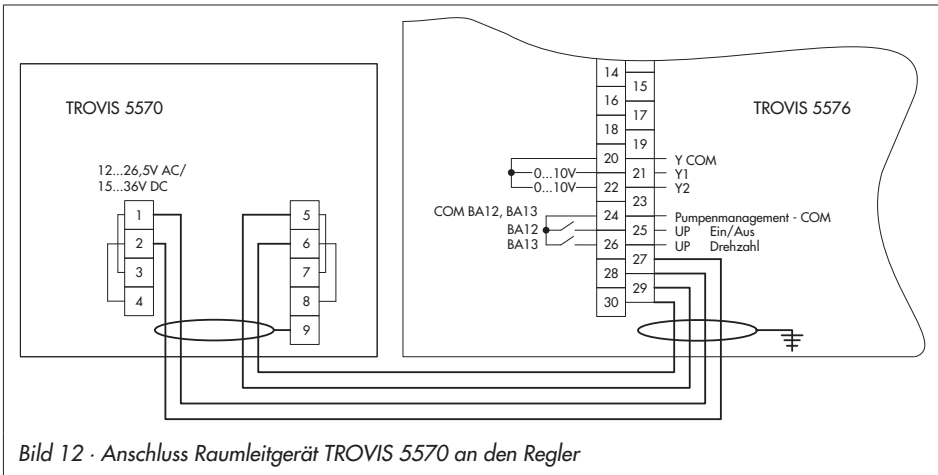 TROVIS 5570
12...26,5V AC/
15...36V DC
1
2
3
4
5
6
7
8
9
TROVIS 5576
14
15
16
17
18
19
20
21
22
23
24
25
26
27
28
29
30
0...10V
0...10V
COM BA12, BA13
BA12
BA13
Y COM
Y1
Y2
Pumpenmanagement - COM
UP Ein/Aus
UP Drehzahl
Bild 12 · Anschluss Raumleitgerät TROVIS 5570 an den Regler